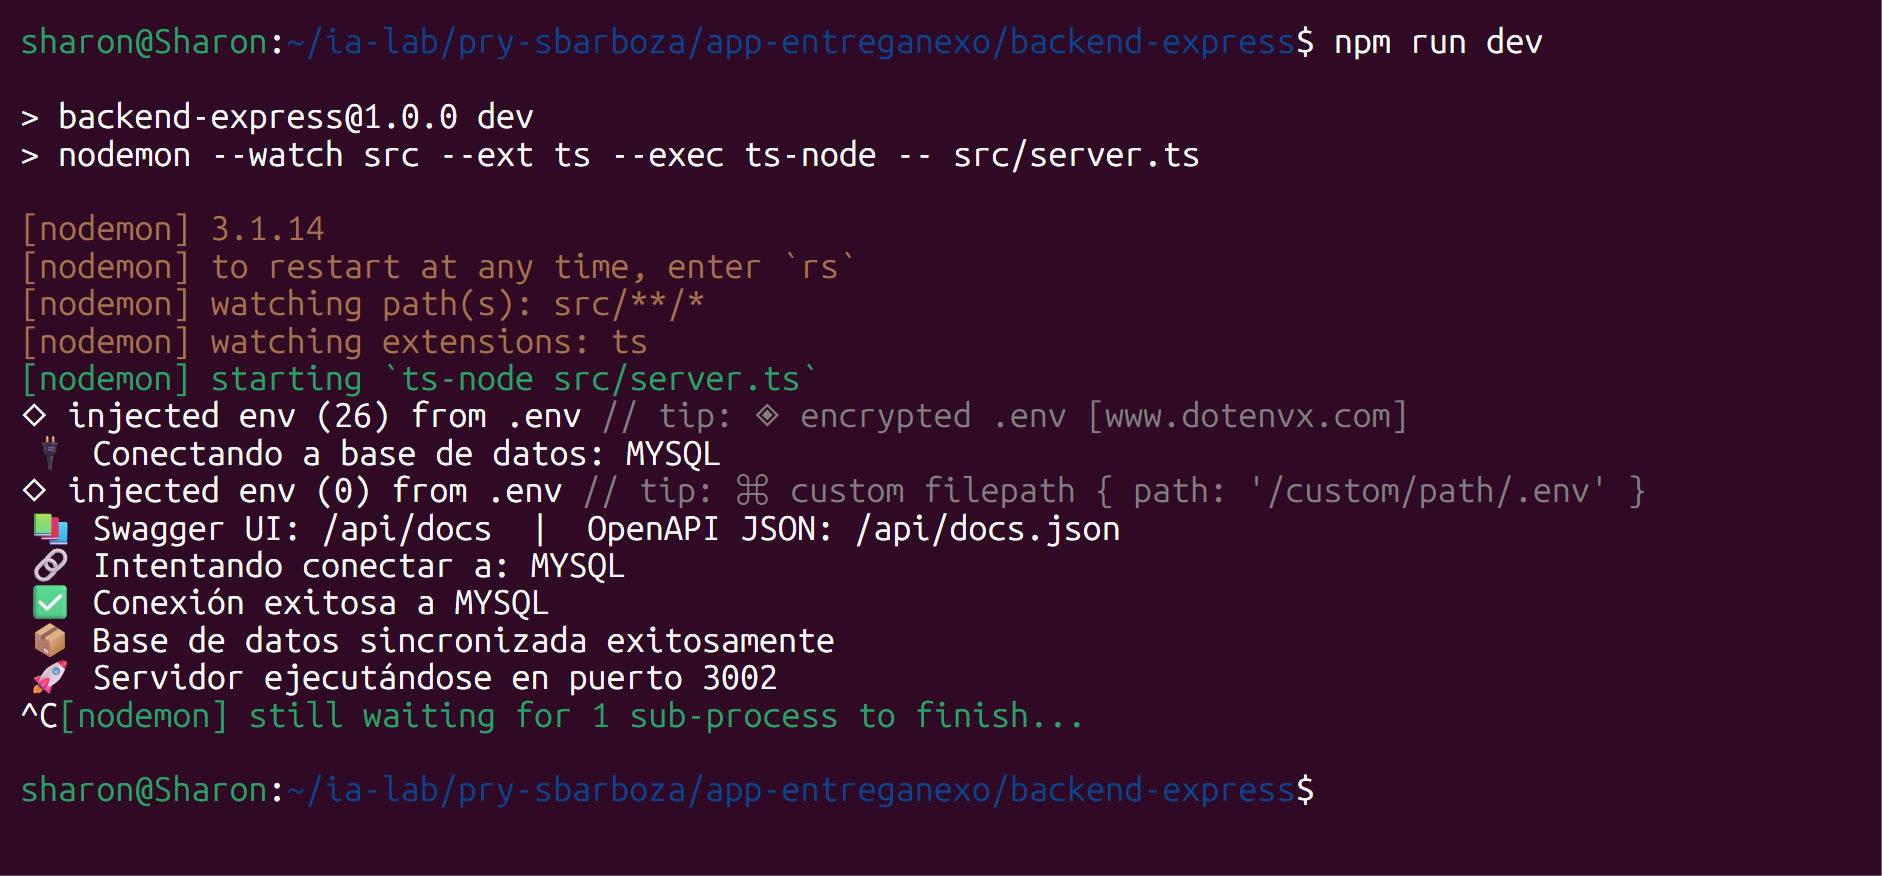 sharon@Sharon:~/ia-lab/pry-sbarboza/app-entreganexo/backend-express$ npm run dev
> backend-express@1.0.0 dev
> nodemon --watch src --ext ts --exec ts-node -- src/server.ts
[nodemon] 3.1.14
[nodemon] to restart at any time, enter `rs`
[nodemon] watching path(s): src/**/*
[nodemon] watching extensions: ts
[nodemon] starting `ts-node src/server.ts`
◇ injected env (26) from .env // tip: ◈ encrypted .env [www.dotenvx.com]
🔌 Conectando a base de datos: MYSQL
◇ injected env (0) from .env // tip: ⌘ custom filepath { path: '/custom/path/.env' }
📚 Swagger UI: /api/docs  |  OpenAPI JSON: /api/docs.json
🔗 Intentando conectar a: MYSQL
✅ Conexión exitosa a MYSQL
📦 Base de datos sincronizada exitosamente
🚀 Servidor ejecutándose en puerto 3002
^C[nodemon] still waiting for 1 sub-process to finish...
sharon@Sharon:~/ia-lab/pry-sbarboza/app-entreganexo/backend-express$